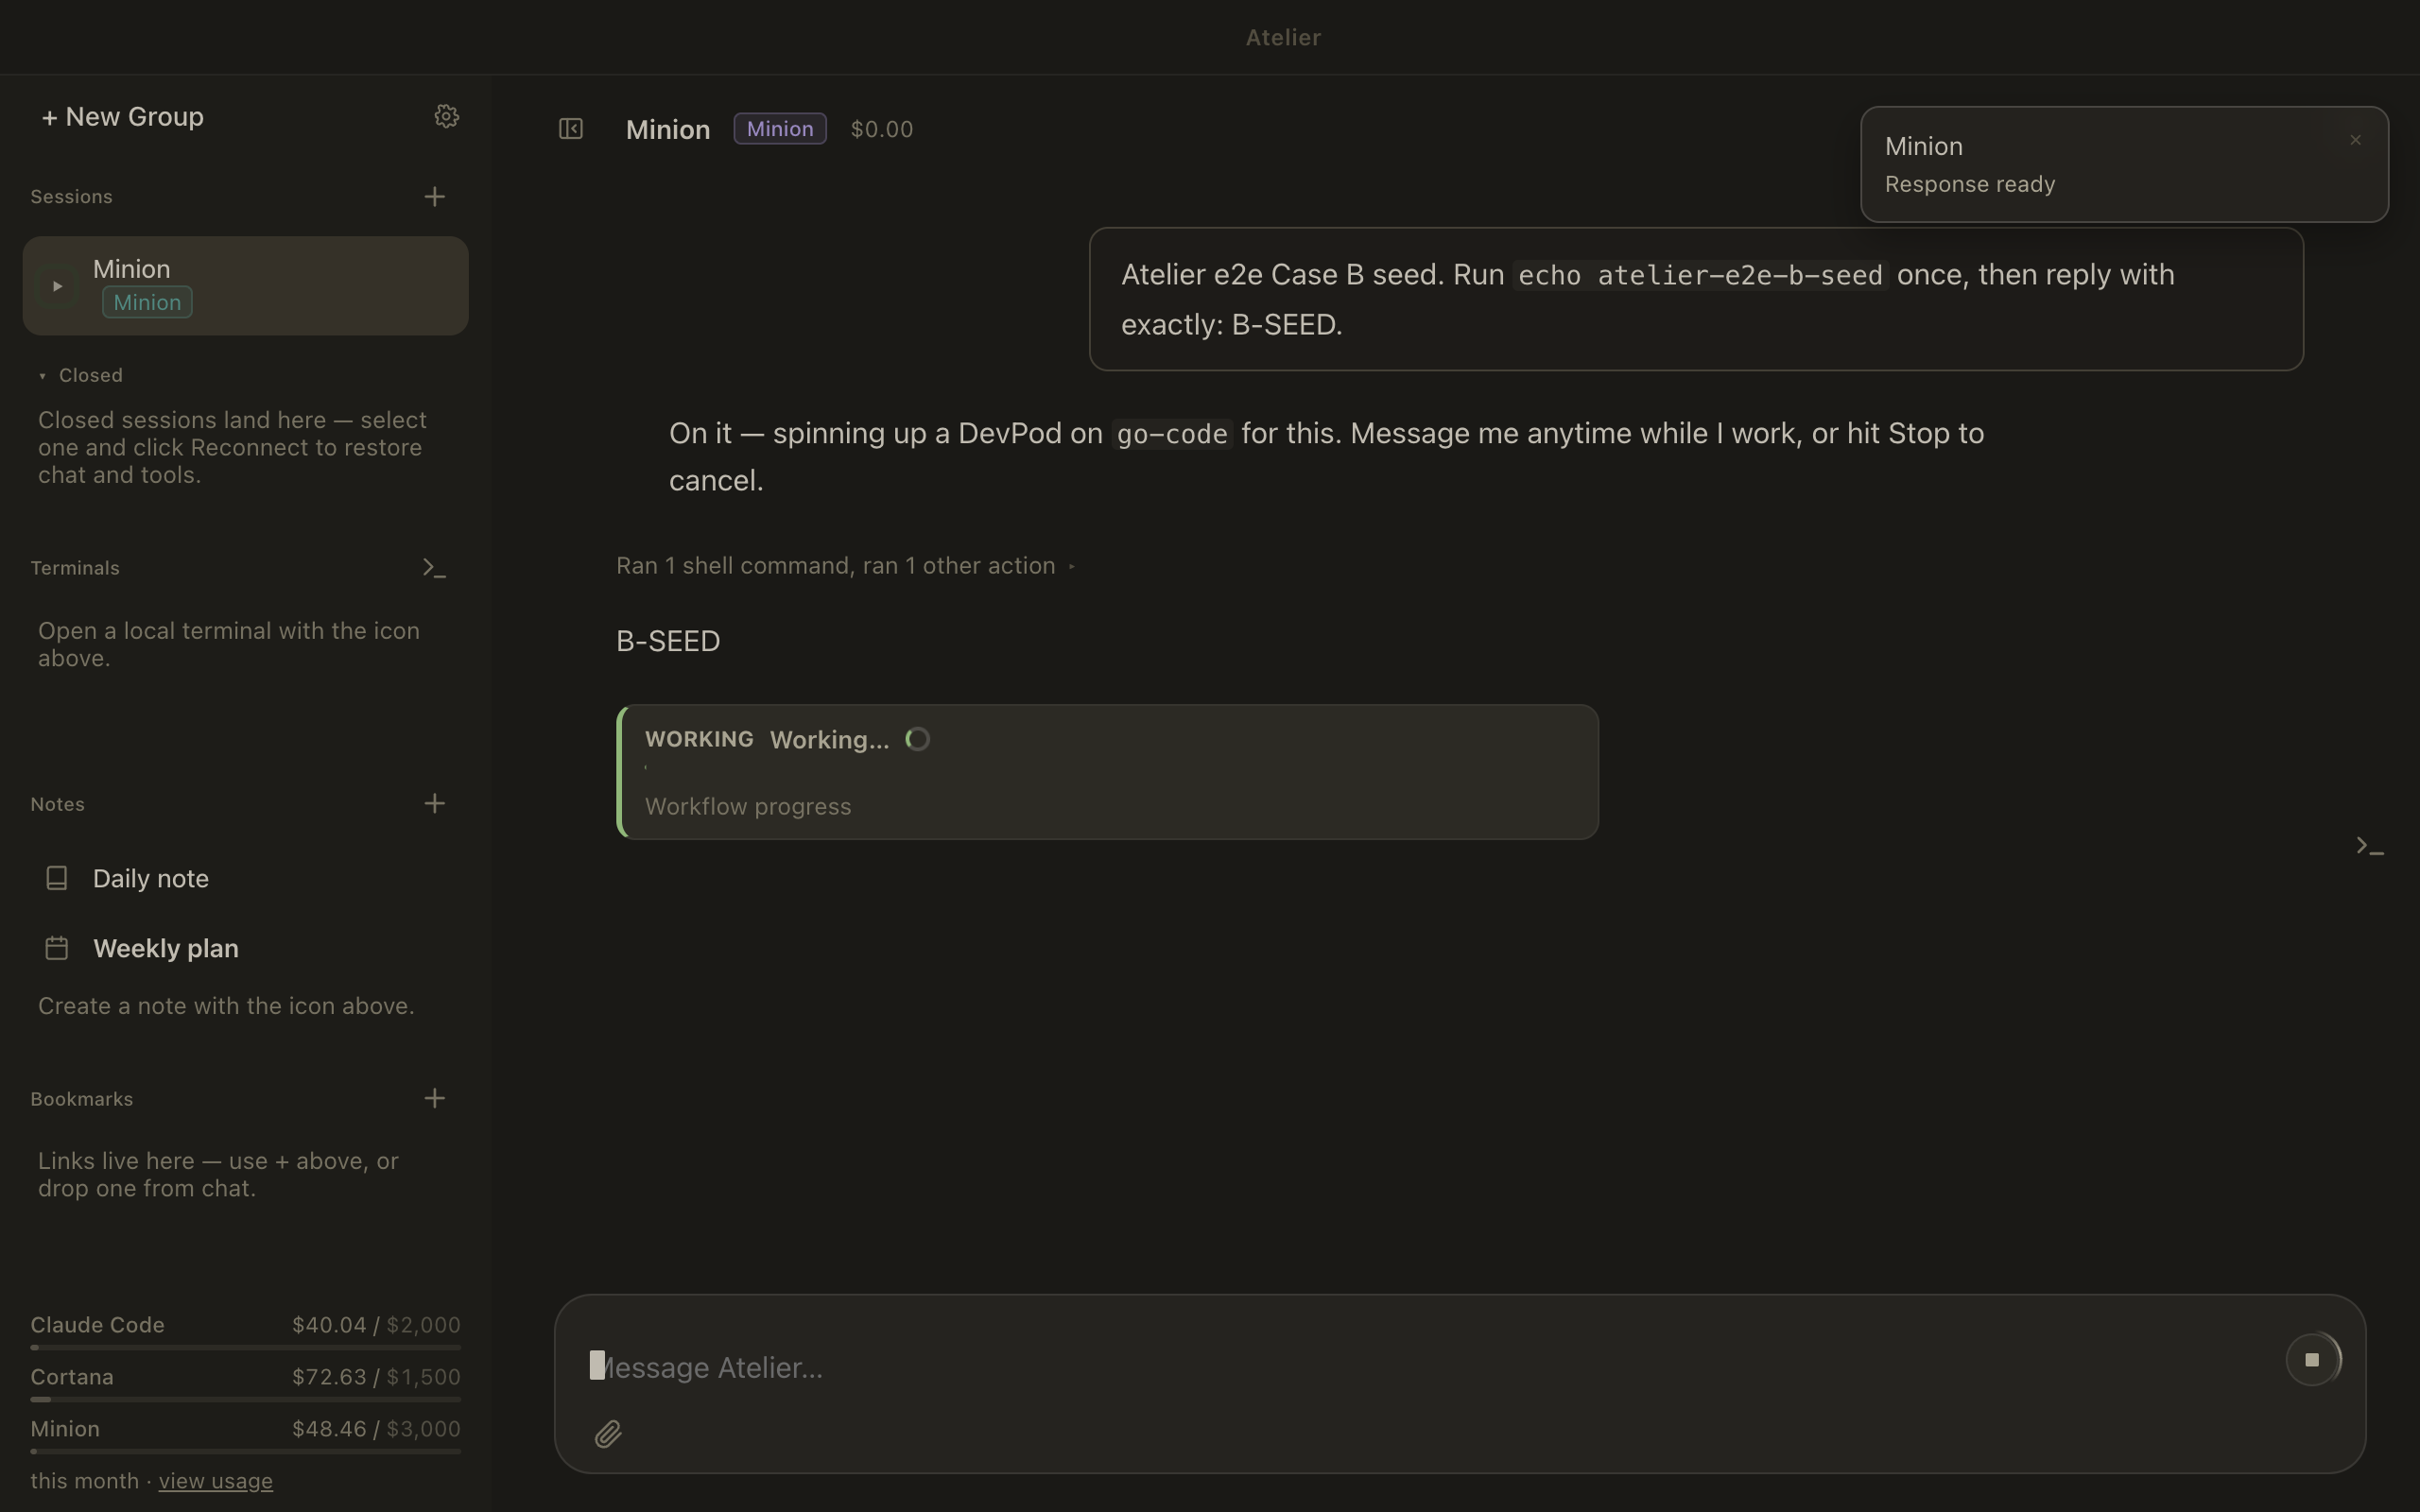 Atelier
+ New Group
Sessions
Minion
Minion
Closed
Closed sessions land here — select
one and click Reconnect to restore
chat and tools.
Terminals
Open a local terminal with the icon
above.
Notes
Daily note
Weekly plan
Create a note with the icon above.
Bookmarks
Links live here — use + above, or
drop one from chat.
Claude Code $40.04 / $2,000
Cortana $72.63 / $1,500
Minion $48.46 / $3,000
this month · view usage
Minion Minion $0.00
Minion
Response ready
Atelier e2e Case B seed. Run echo atelier-e2e-b-seed once, then reply with
exactly: B-SEED.
On it — spinning up a DevPod on go-code for this. Message me anytime while I work, or hit Stop to
cancel.
Ran 1 shell command, ran 1 other action
B-SEED
WORKING Working...
Workflow progress
Message Atelier...